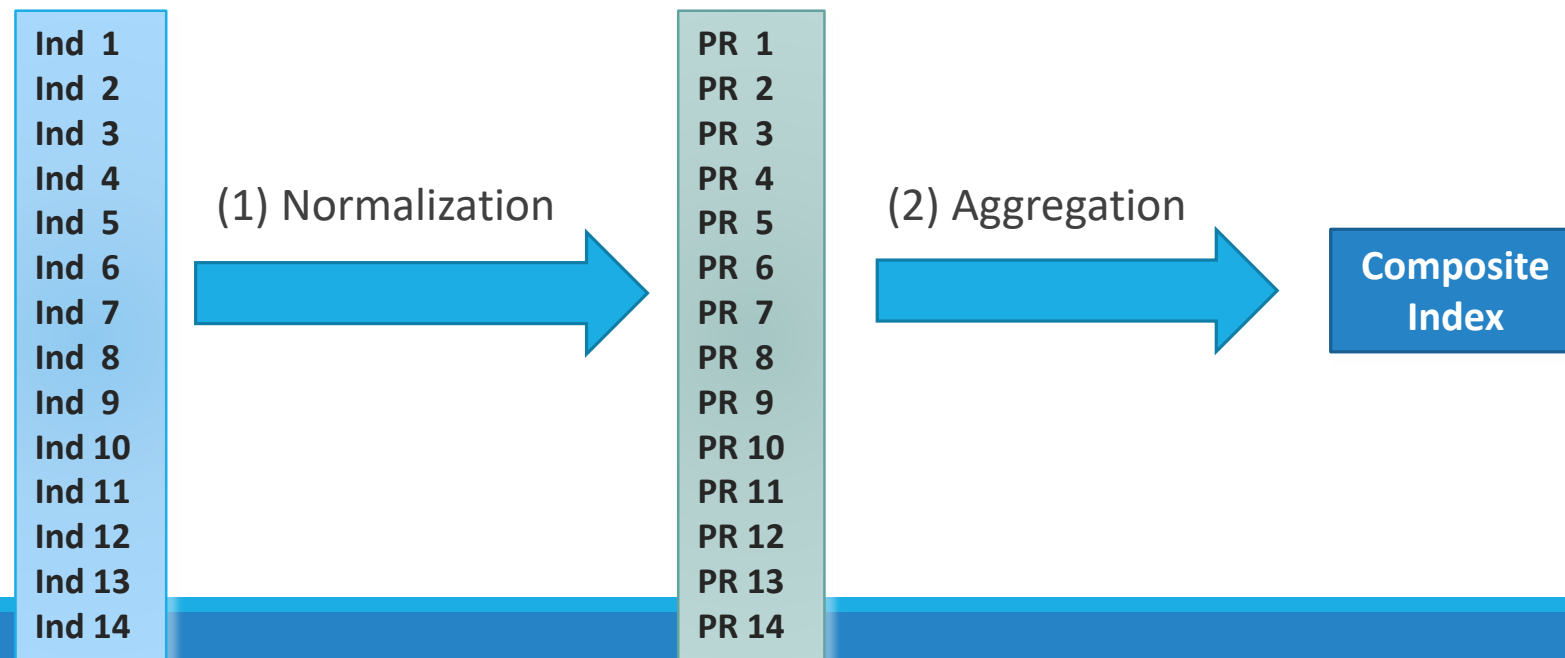 Ind 1
Ind 2
Ind 3
Ind 4
Ind 5
Ind 6
Ind 7
Ind 8
Ind 9
Ind 10
Ind 11
Ind 12
Ind 13
Ind 14
(1) Normalization
PR 1
PR 2
PR 3
PR 4
PR 5
PR 6
PR 7
PR 8
PR 9
PR 10
PR 11
PR 12
PR 13
PR 14
(2) Aggregation
Composite
Index